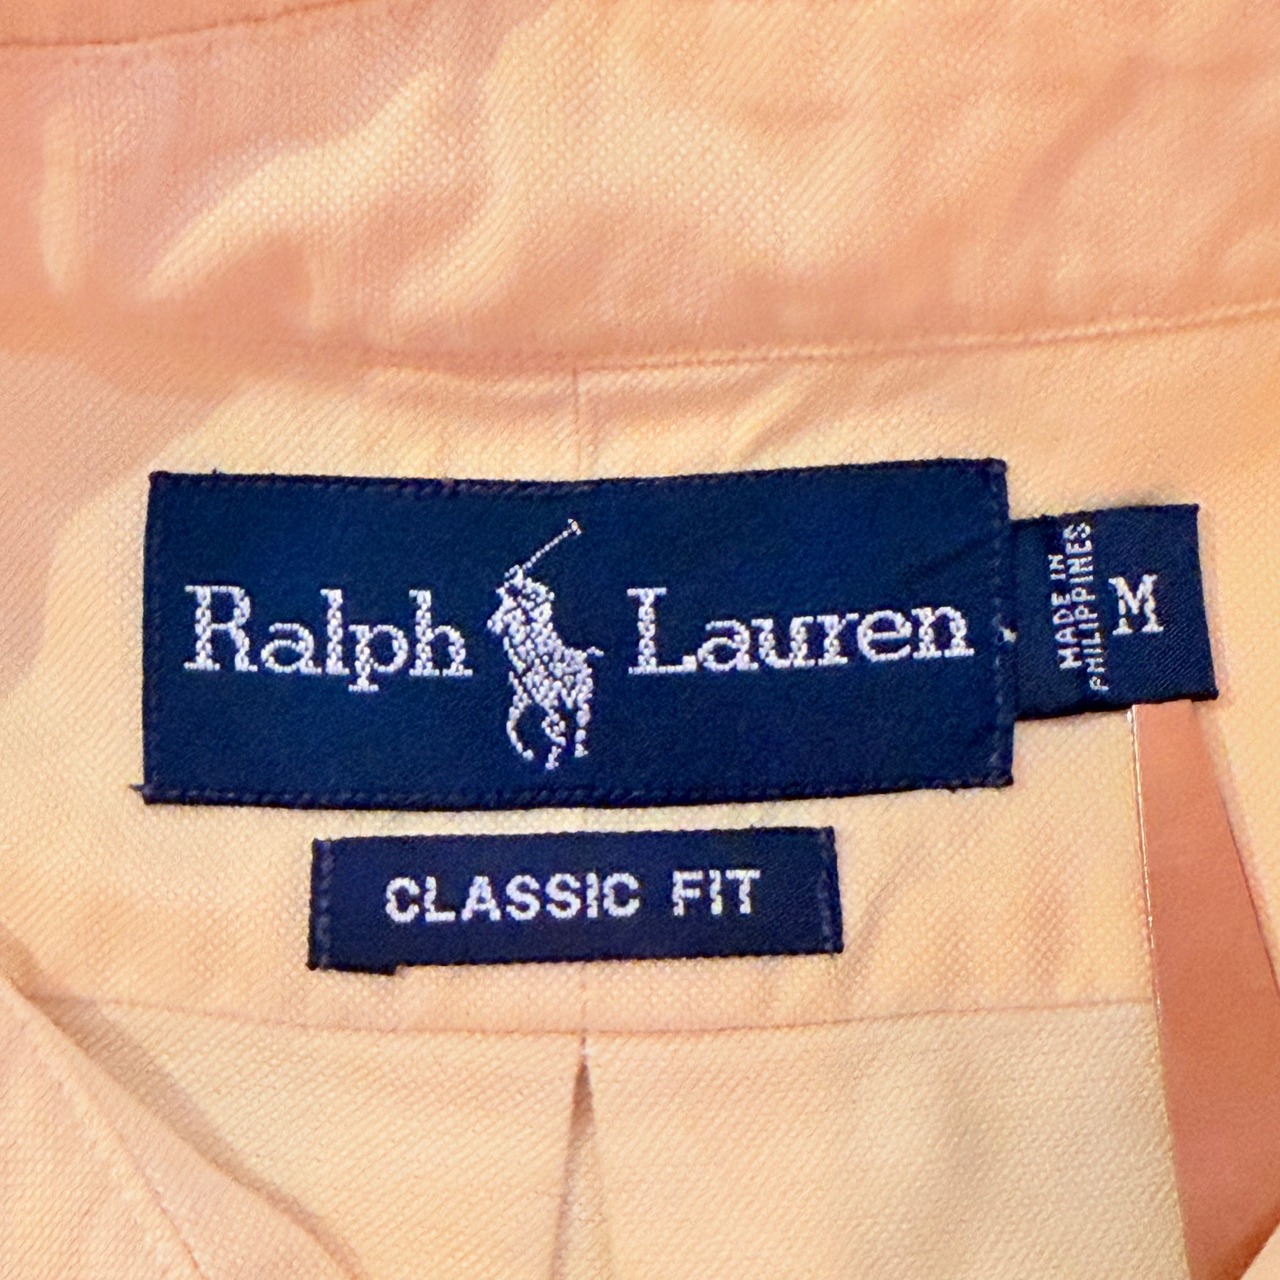 Ralph Lauren
MADE IN
PHILIPPINES
M
CLASSIC FIT